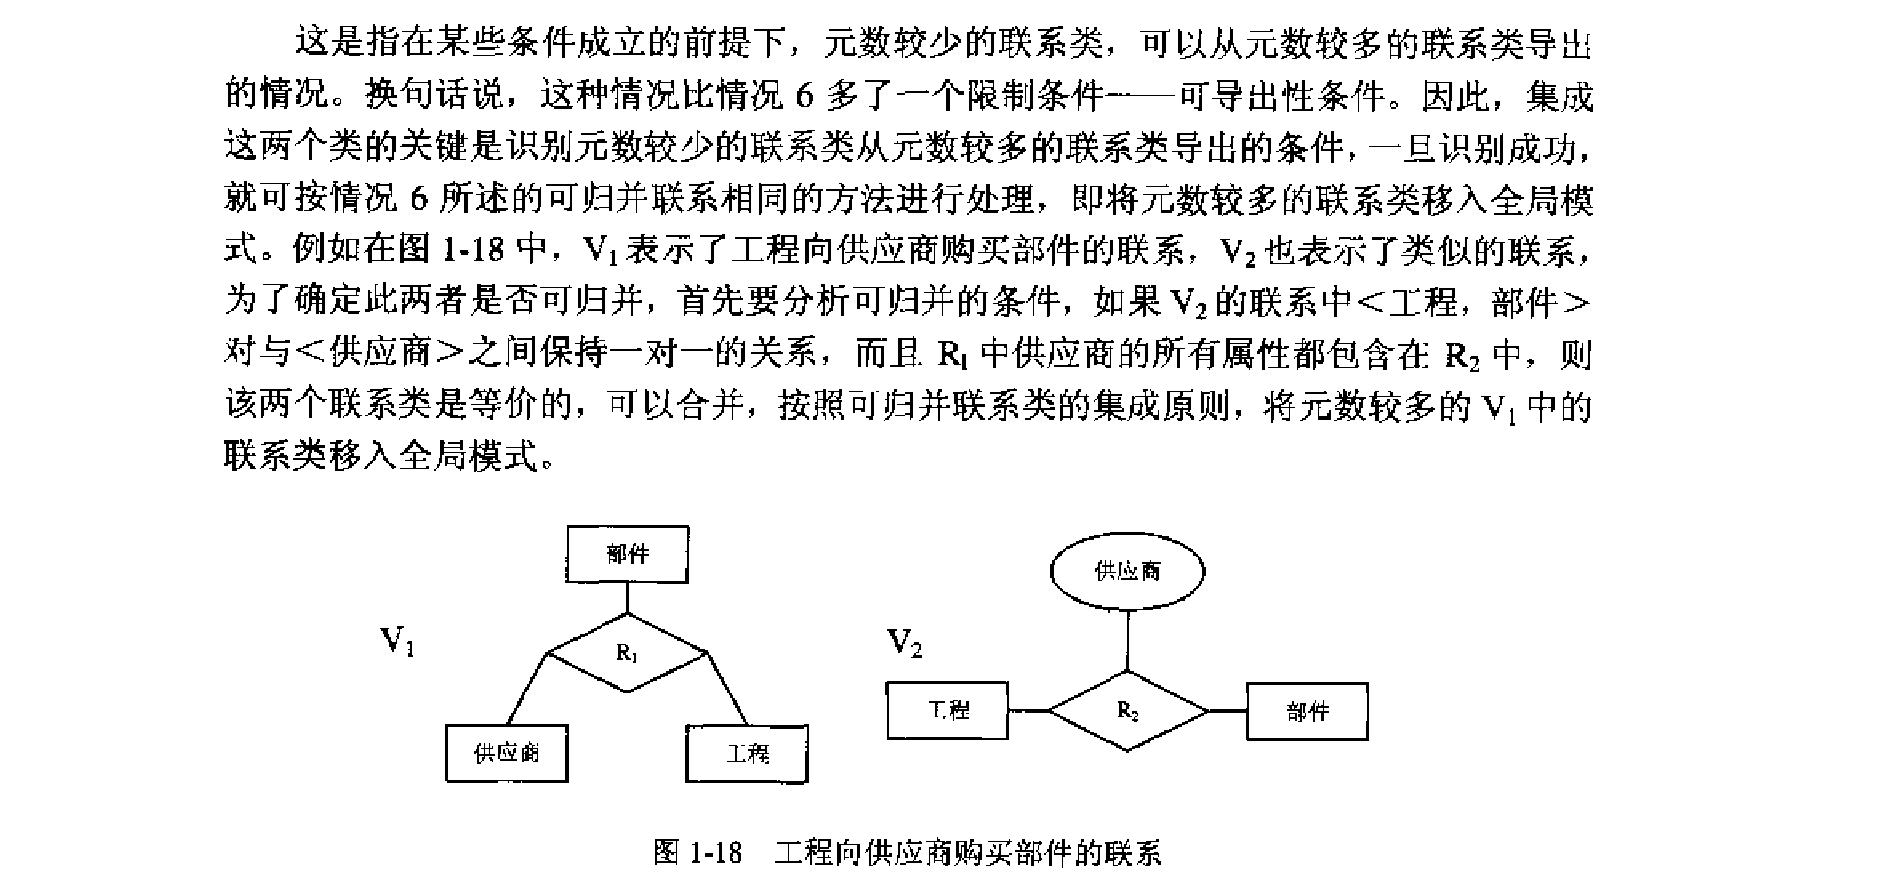 这是指在某些条件成立的前提下，元数较少的联系类，可以从元数较多的联系类导出
的情况。换句话说，这种情况比情况 6 多了一个限制条件——可导出性条件。因此，集成
这两个类的关键是识别元数较少的联系类从元数较多的联系类导出的条件，一旦识别成功，
就可按情况 6 所述的可归并联系相同的方法进行处理，即将元数较多的联系类移入全局模
式。例如在图 1-18 中，V₁表示了工程向供应商购买部件的联系，V₂也表示了类似的联系，
为了确定此两者是否可归并，首先要分析可归并的条件，如果 V₂的联系中＜工程，部件＞
对与＜供应商＞之间保持一对一的关系，而且 R₁ 中供应商的所有属性都包含在 R₂ 中，则
该两个联系类是等价的，可以合并，按照可归并联系类的集成原则，将元数较多的 V₁ 中的
联系类移入全局模式。
部件
V₁
R₁
供应商
工程
供应商
V₂
工程
R₂
部件
图 1-18 工程向供应商购买部件的联系